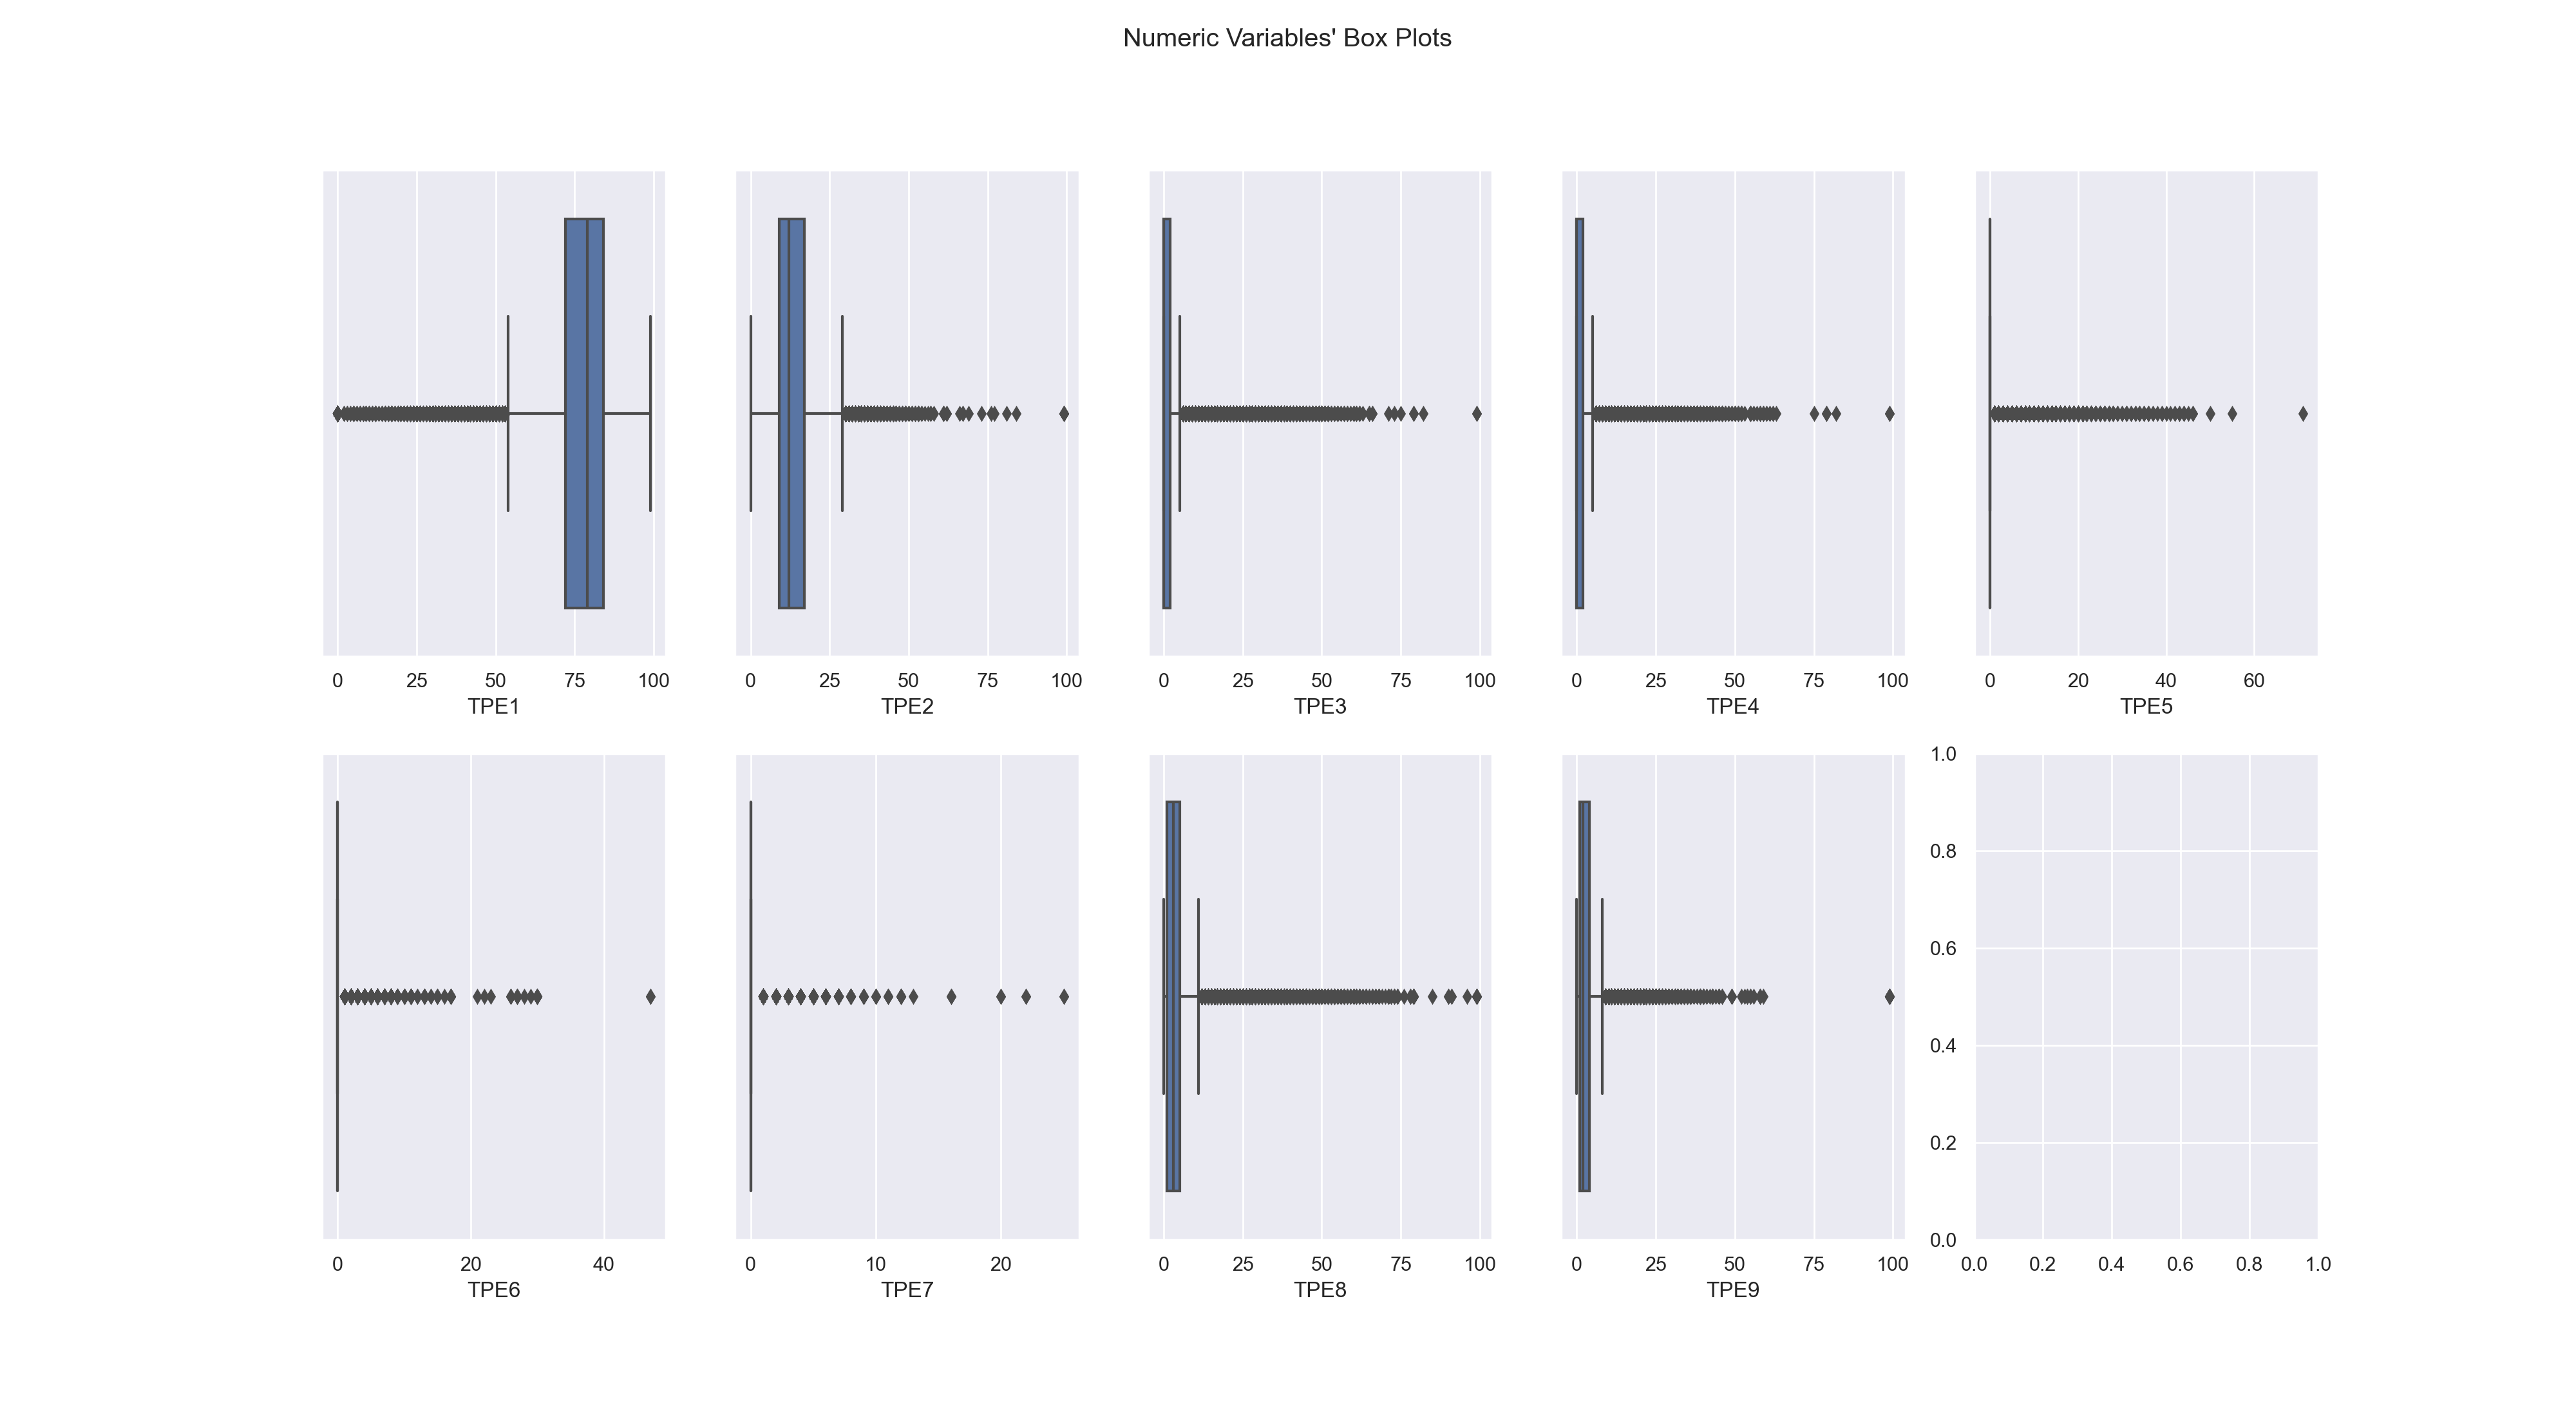 Numeric Variables' Box Plots
0 25 50 75 100
TPE1
0 25 50 75 100
TPE2
0 25 50 75 100
TPE3
0 25 50 75 100
TPE4
0 20 40 60
TPE5
0 20 40
TPE6
0 10 20
TPE7
0 25 50 75 100
TPE8
0 25 50 75 100
TPE9
1.0
0.8
0.6
0.4
0.2
0.0
0.0 0.2 0.4 0.6 0.8 1.0